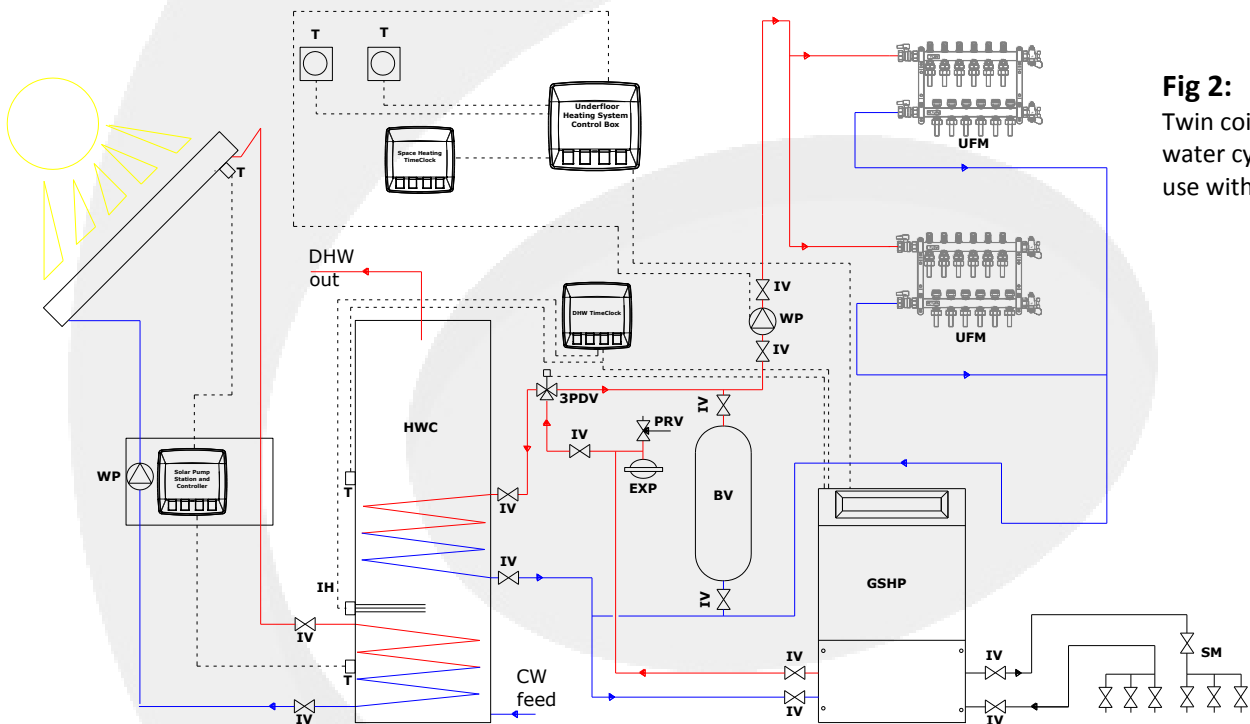 T
T
Underfloor
Heating System
Control Box
Space Heating
TimeClock
UFM
Fig 2:
Twin coi
water cy
use with
T
DHW
out
DHW TimeClock
IV
WP
IV
UFM
3PDV
IV
PRV
IV
HWC
EXP
BV
WP
Solar Pump
Station and
Controller
T
IV
IV
IH
IV
GSHP
IV
T
IV
CW
feed
IV
IV
IV
IV
SM